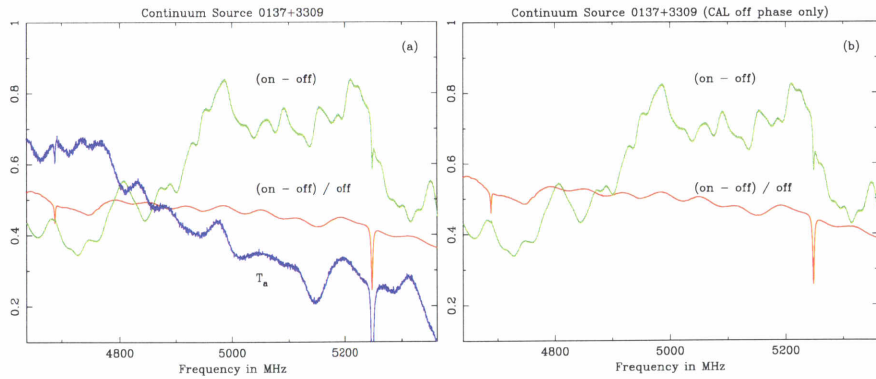 Continuum Source 0137+3309
(a)
(on − off)
(on − off) / off
T_a
1
0.8
0.6
0.4
0.2
4800
5000
5200
Frequency in MHz
Continuum Source 0137+3309 (CAL off phase only)
(b)
(on − off)
(on − off) / off
1
0.8
0.6
0.4
0.2
4800
5000
5200
Frequency in MHz